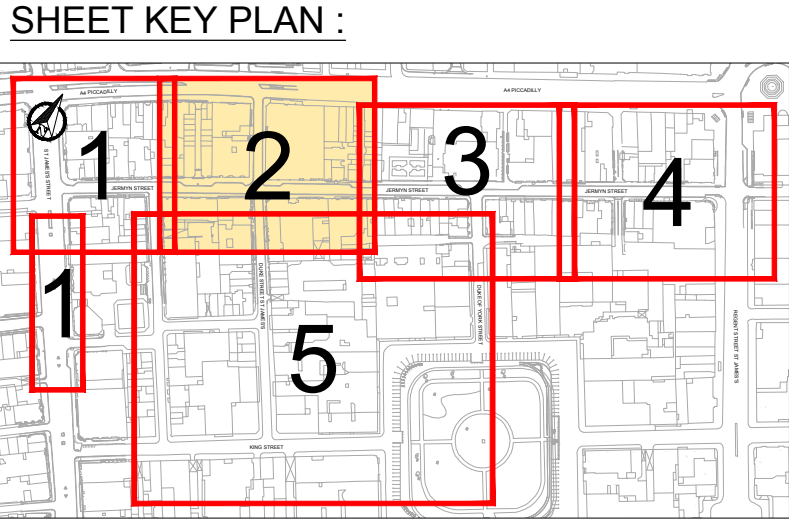 SHEET KEY PLAN :
A4 PICCADILLY
A4 PICCADILLY
ST JAMES'S STREET
1
2
3
4
JERMYN STREET
JERMYN STREET
JERMYN STREET
1
DUKE STREET ST JAMES'S
5
DUKE OF YORK STREET
REGENT STREET ST JAMES'S
KING STREET